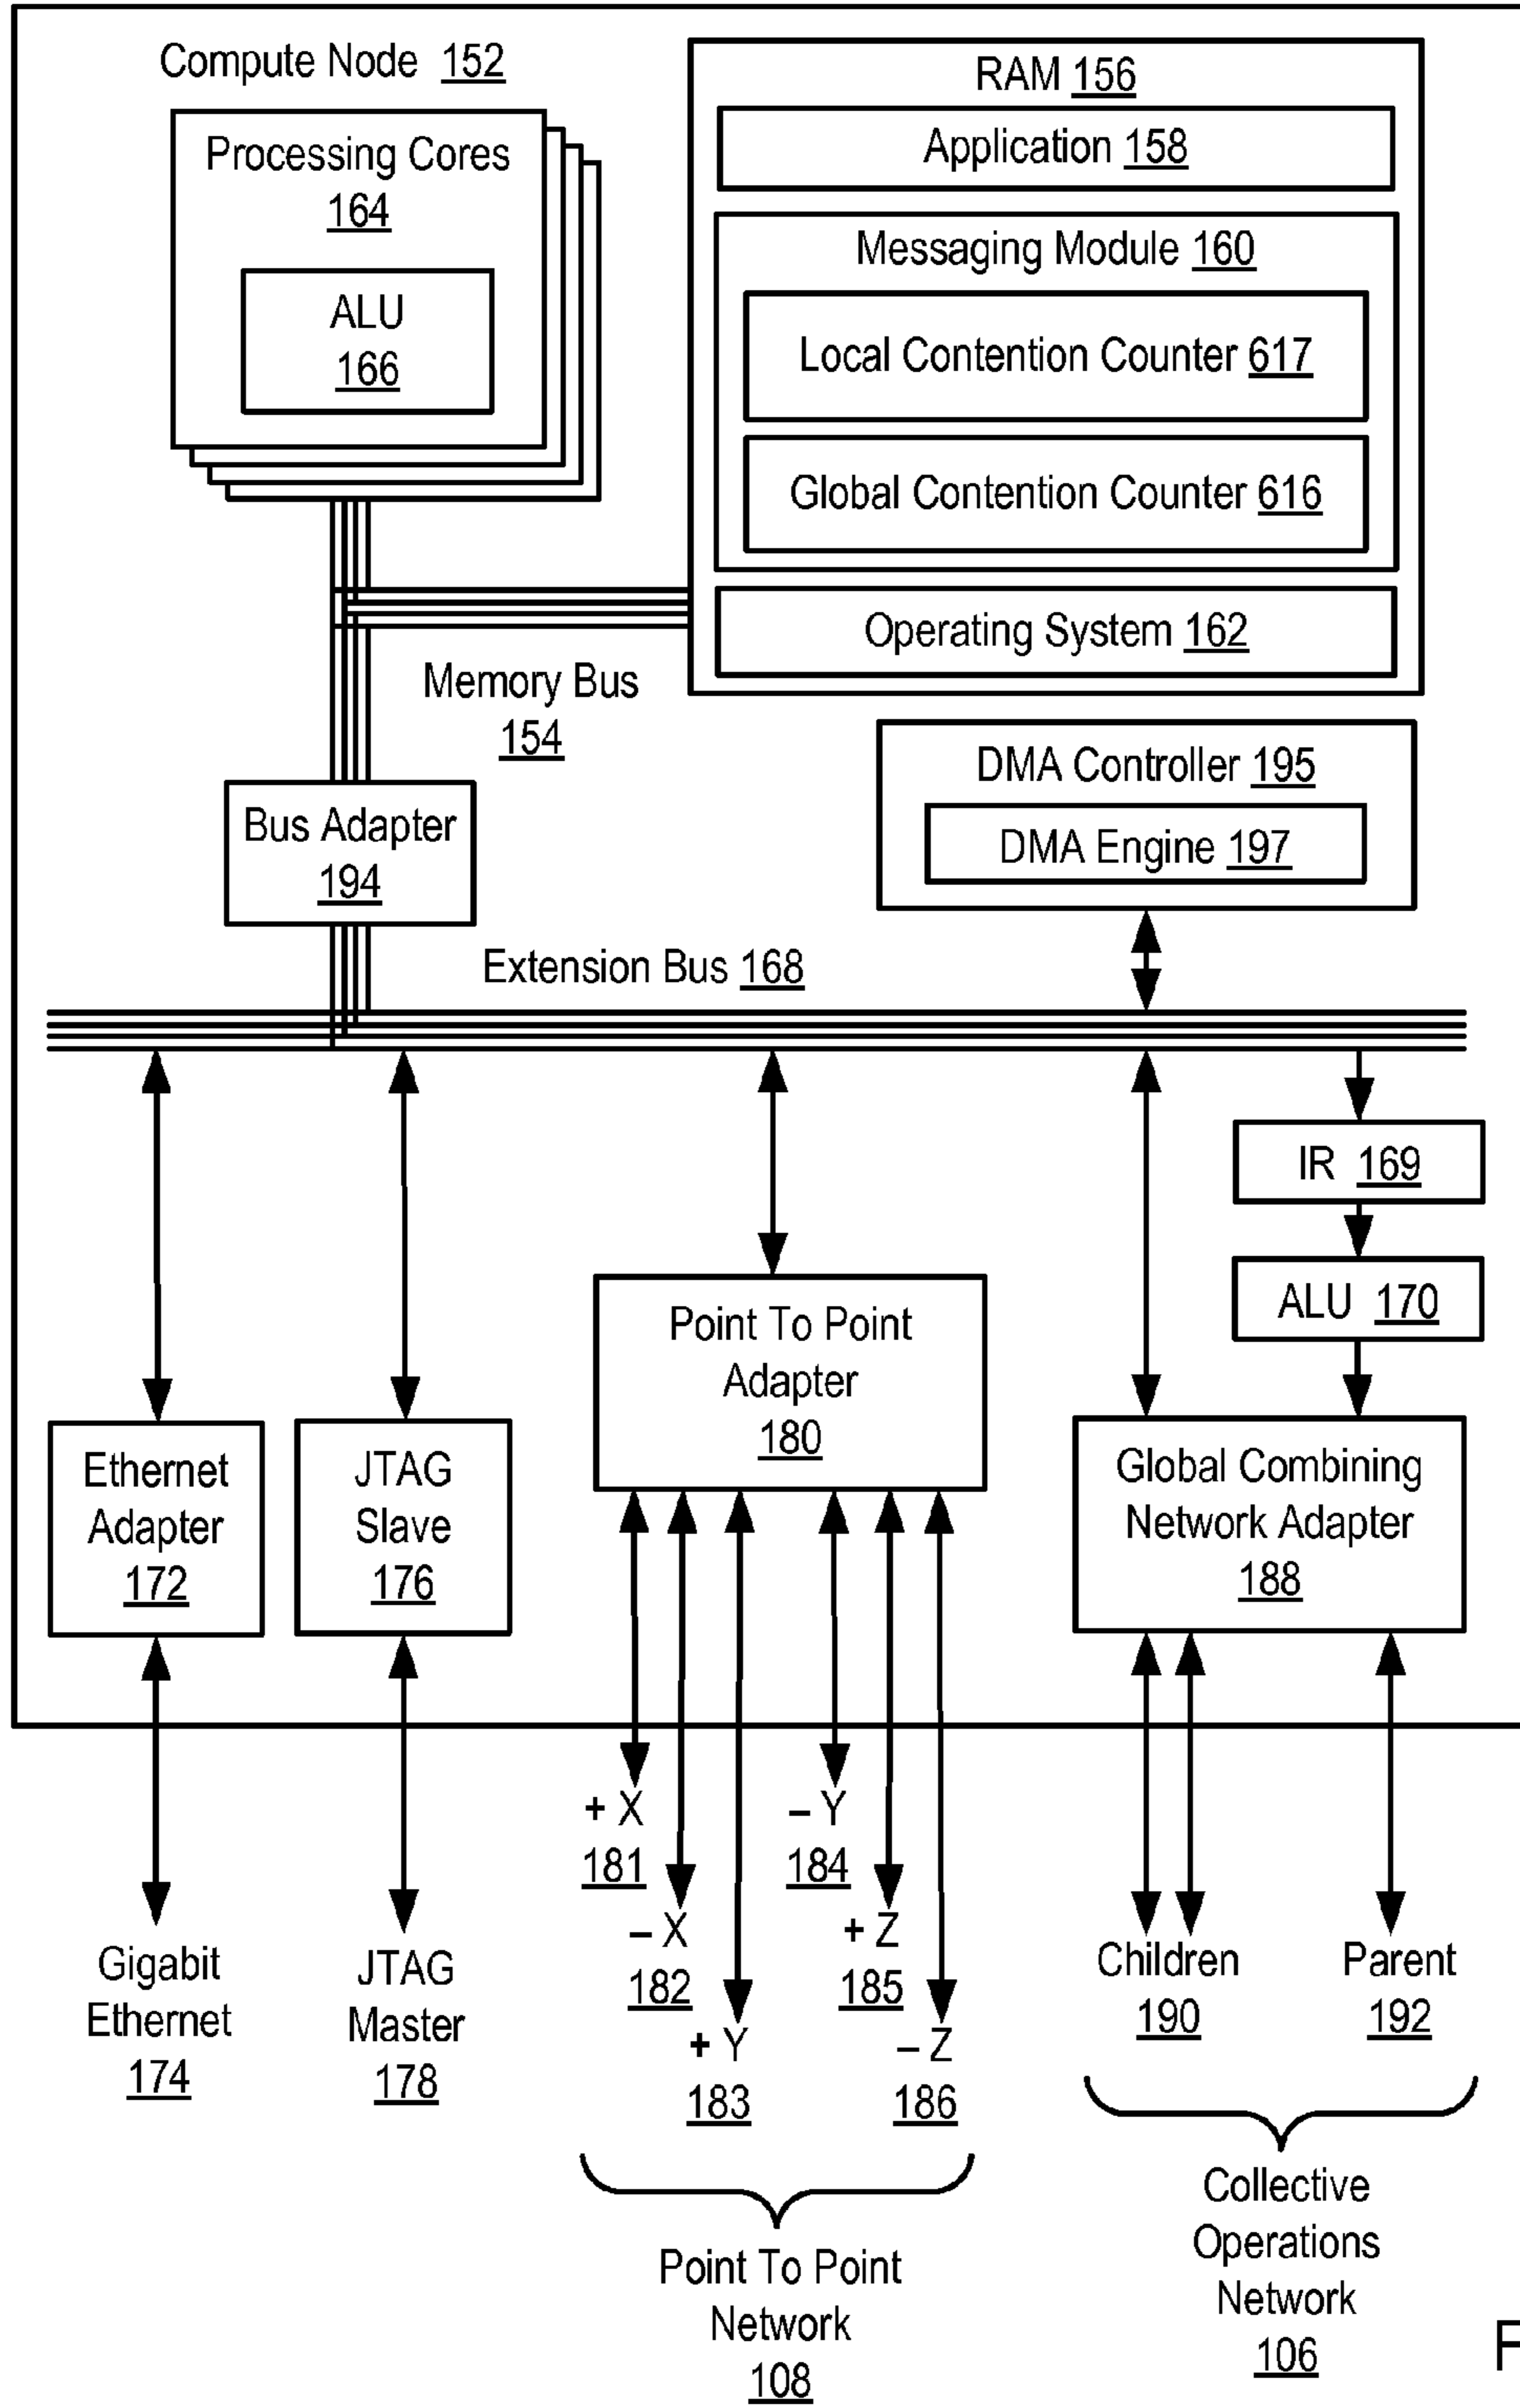 Compute Node 152
RAM 156
Application 158
Processing Cores
164
ALU
166
Messaging Module 160
Local Contention Counter 617
Global Contention Counter 616
Operating System 162
Memory Bus
154
DMA Controller 195
DMA Engine 197
Bus Adapter
194
Extension Bus 168
IR 169
ALU 170
Point To Point
Adapter
180
Ethernet
Adapter
172
JTAG
Slave
176
Global Combining
Network Adapter
188
+ X
181
– X
182
+ Y
183
– Y
184
+ Z
185
– Z
186
Gigabit
Ethernet
174
JTAG
Master
178
Children
190
Parent
192
Point To Point
Network
108
Collective
Operations
Network
106
F